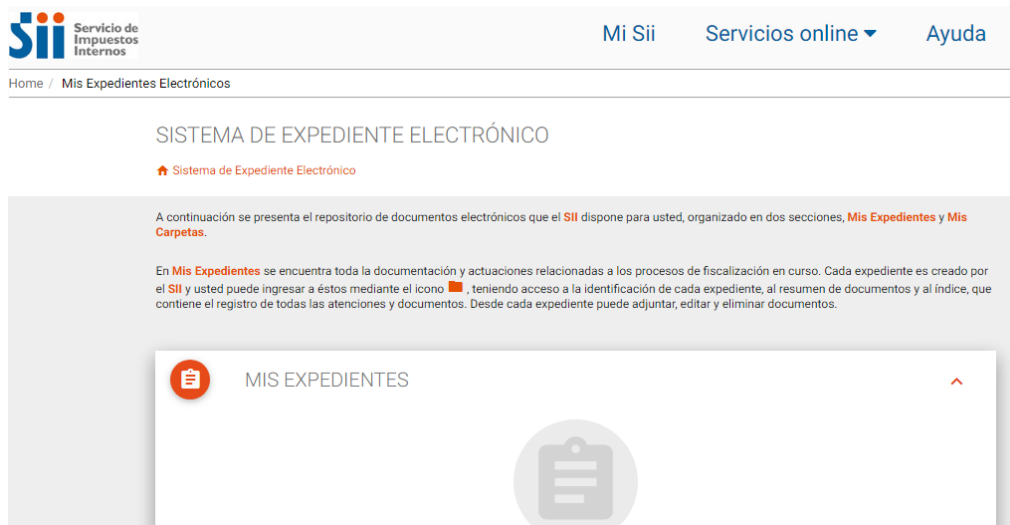 Sii Servicio de
Impuestos
Internos
Mi Sii Servicios online Ayuda
Home / Mis Expedientes Electrónicos
SISTEMA DE EXPEDIENTE ELECTRÓNICO
Sistema de Expediente Electrónico
A continuación se presenta el repositorio de documentos electrónicos que el SII dispone para usted, organizado en dos secciones, Mis Expedientes y Mis
Carpetas.
En Mis Expedientes se encuentra toda la documentación y actuaciones relacionadas a los procesos de fiscalización en curso. Cada expediente es creado por
el SII y usted puede ingresar a éstos mediante el icono , teniendo acceso a la identificación de cada expediente, al resumen de documentos y al índice, que
contiene el registro de todas las atenciones y documentos. Desde cada expediente puede adjuntar, editar y eliminar documentos.
MIS EXPEDIENTES